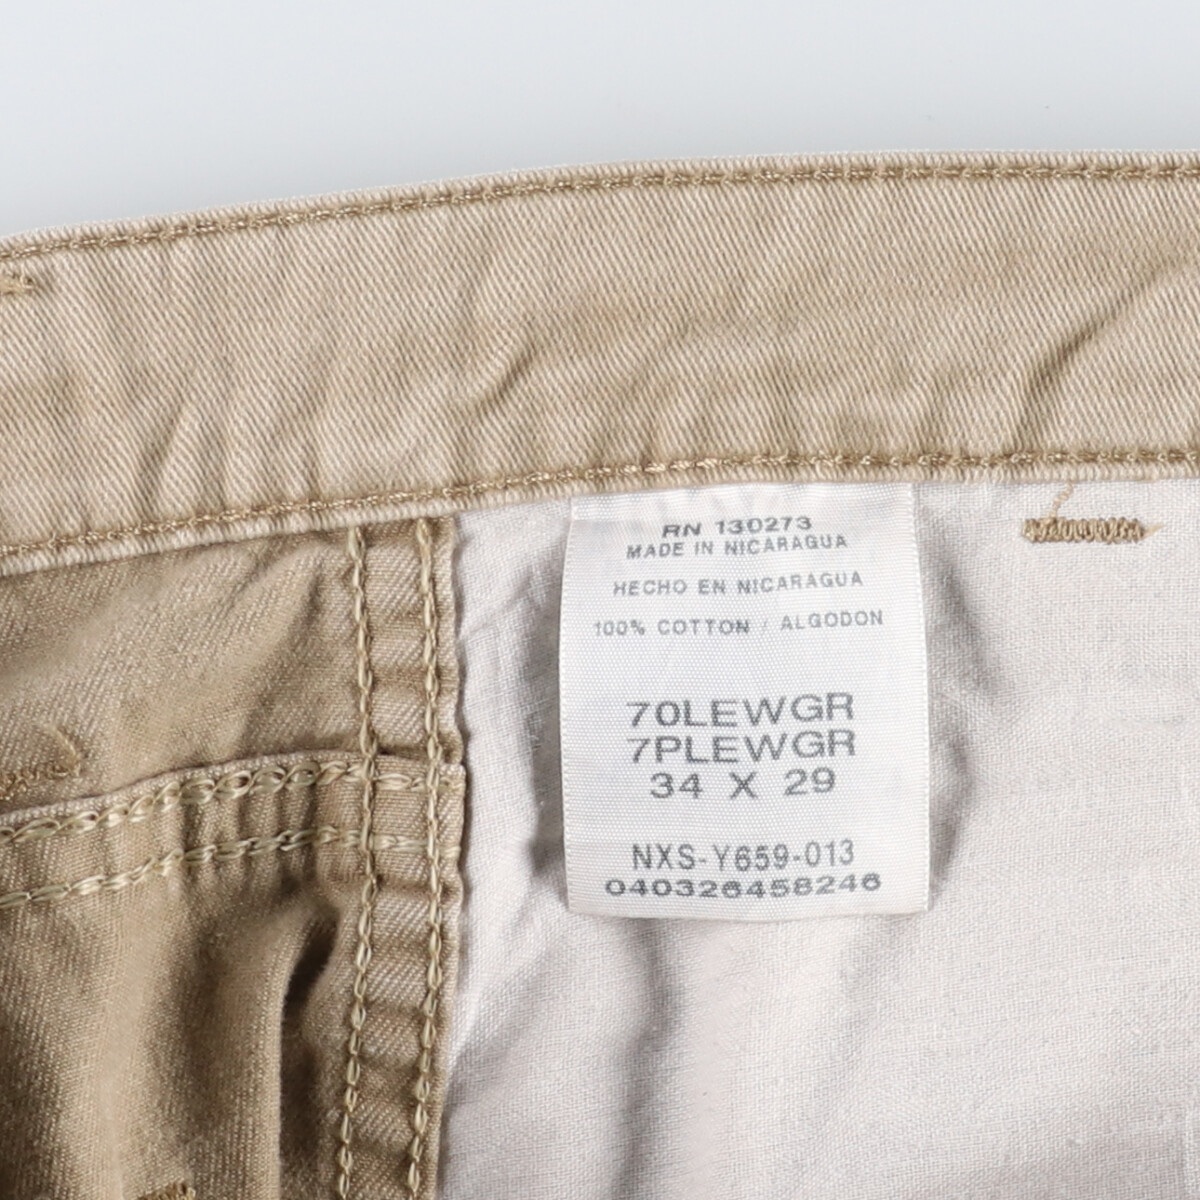 RN 130273
MADE IN NICARAGUA
HECHO EN NICARAGUA
100% COTTON / ALGODON
70LEWGR
7PLEWGR
34 X 29
NXS-Y659-013
040326458246